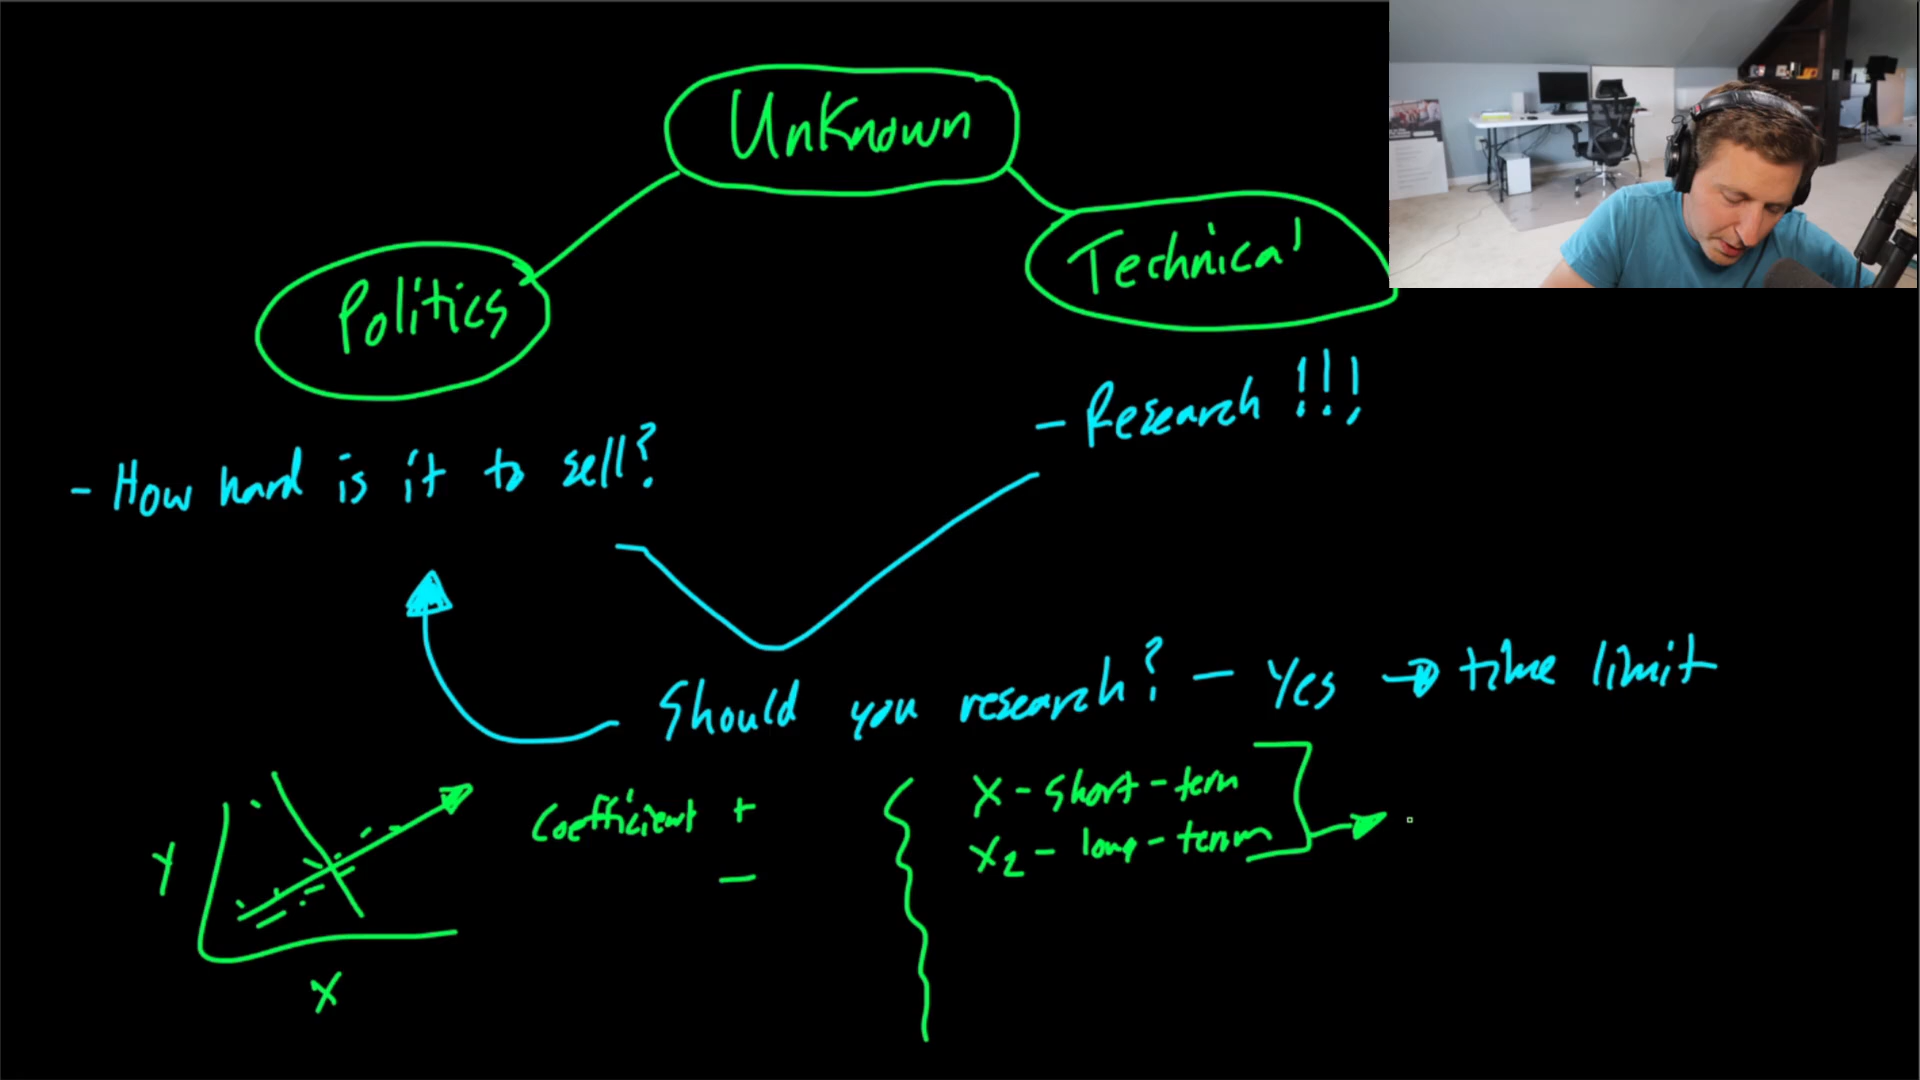 UnKnown
Technical
Politics
- Research !!!
- How hard is it to sell?
Should you research? - Yes → time limit
X - short-term
Coefficient +
X2 - long-term
-
Y
X